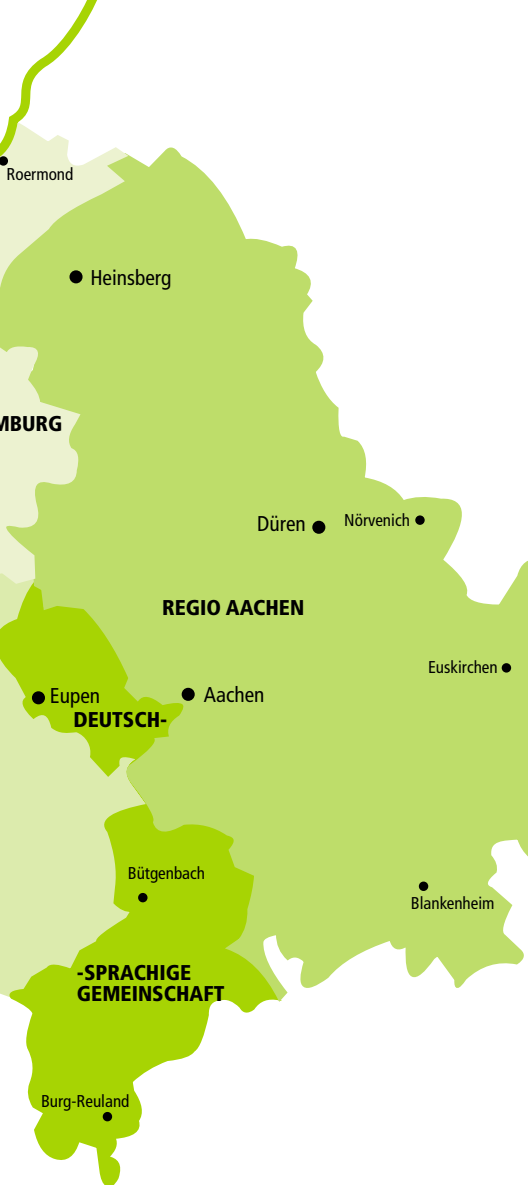 Roermond
Heinsberg
MBURG
Düren
Nörvenich
REGIO AACHEN
Euskirchen
Eupen
Aachen
DEUTSCH-
Bütgenbach
Blankenheim
-SPRACHIGE
GEMEINSCHAFT
Burg-Reuland